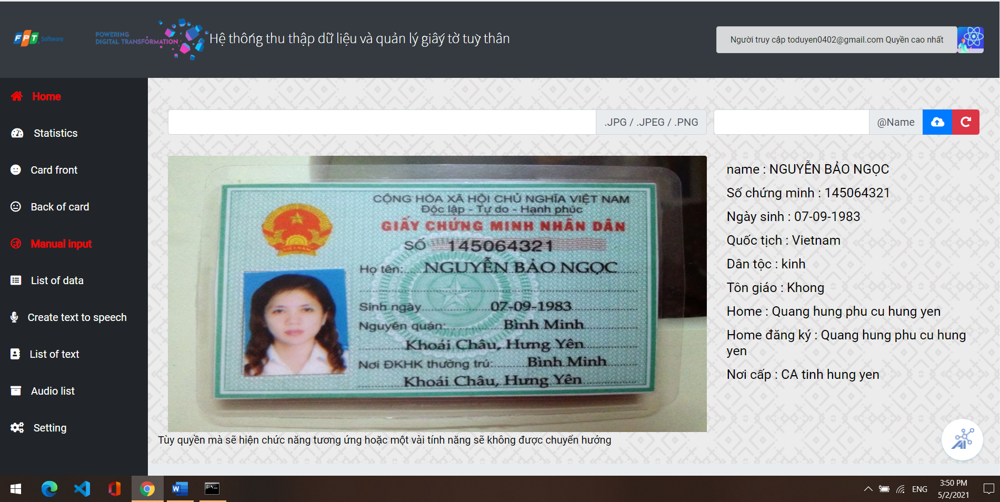 FPT Software
POWERING
DIGITAL TRANSFORMATION
Hệ thống thu thập dữ liệu và quản lý giấy tờ tuỳ thân
Người truy cập toduyen0402@gmail.com Quyền cao nhất
Home
Statistics
Card front
Back of card
Manual input
List of data
Create text to speech
List of text
Audio list
Setting
.JPG / .JPEG / .PNG
@Name
CỘNG HÒA XÃ HỘI CHỦ NGHĨA VIỆT NAM
Độc lập - Tự do - Hạnh phúc
GIẤY CHỨNG MINH NHÂN DÂN
SỐ 145064321
VIET NAM
Họ tên: NGUYỄN BẢO NGỌC
Sinh ngày 07-09-1983
Nguyên quán: Bình Minh
Khoái Châu, Hưng Yên
Nơi ĐKHK thường trú: Bình Minh
Khoái Châu, Hưng Yên
name : NGUYỄN BẢO NGỌC
Số chứng minh : 145064321
Ngày sinh : 07-09-1983
Quốc tịch : Vietnam
Dân tộc : kinh
Tôn giáo : Khong
Home : Quang hung phu cu hung yen
Home đăng ký : Quang hung phu cu hung
yen
Nơi cấp : CA tinh hung yen
Tùy quyền mà sẽ hiện chức năng tương ứng hoặc một vài tính năng sẽ không được chuyển hướng
AI
ENG
3:50 PM
5/2/2021